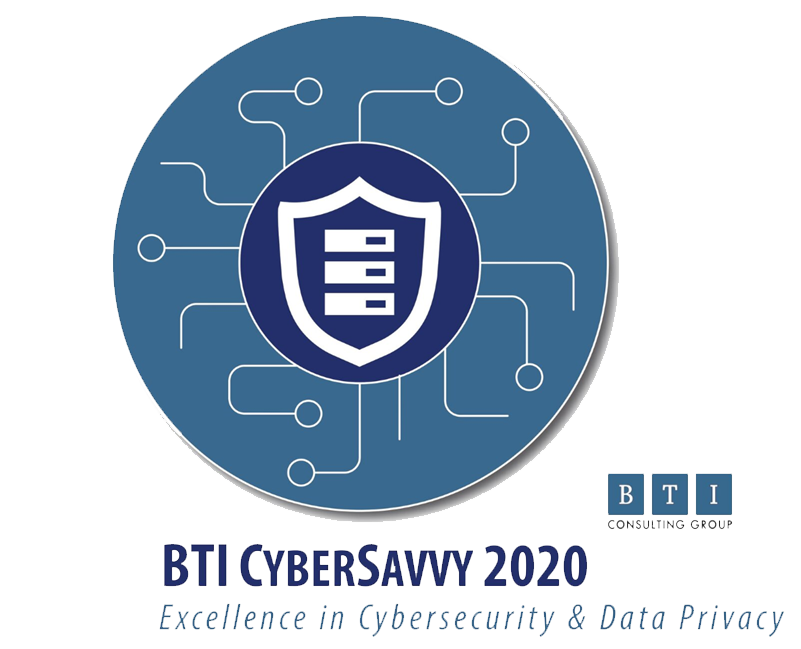 B T I
CONSULTING GROUP
BTI CYBERSAVVY 2020
Excellence in Cybersecurity & Data Privacy